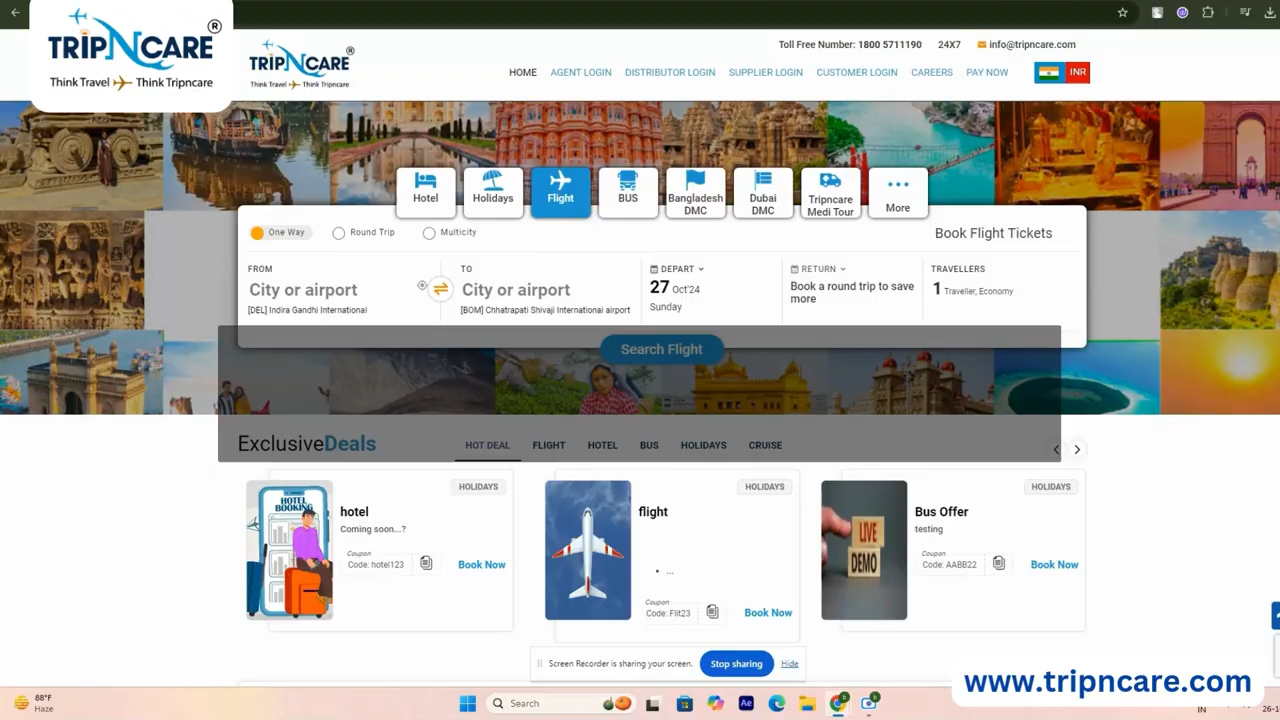 TRIPNCARE ®
Think Travel Think Tripncare
TRIPNCARE ®
Think Travel Think Tripncare
Toll Free Number: 1800 5711190 24X7 info@tripncare.com
HOME AGENT LOGIN DISTRIBUTOR LOGIN SUPPLIER LOGIN CUSTOMER LOGIN CAREERS PAY NOW INR
Hotel Holidays Flight BUS Bangladesh DMC Dubai DMC Tripncare Medi Tour More
One Way Round Trip Multicity Book Flight Tickets
FROM TO DEPART RETURN TRAVELLERS
City or airport City or airport 27 Oct'24 Book a round trip to save more 1 Traveller, Economy
[DEL] Indira Gandhi International [BOM] Chhatrapati Shivaji International airport Sunday
Search Flight
ExclusiveDeals HOT DEAL FLIGHT HOTEL BUS HOLIDAYS CRUISE
HOLIDAYS HOLIDAYS HOLIDAYS
HOTEL
BOOKING
hotel
Coming soon...?
Coupon
Code: hotel123 Book Now
flight
...
Coupon
Code: Flit23 Book Now
LIVE
DEMO
Bus Offer
testing
Coupon
Code: AABB22 Book Now
Screen Recorder is sharing your screen. Stop sharing Hide
www.tripncare.com
88°F
Haze
Search
Ae
IN